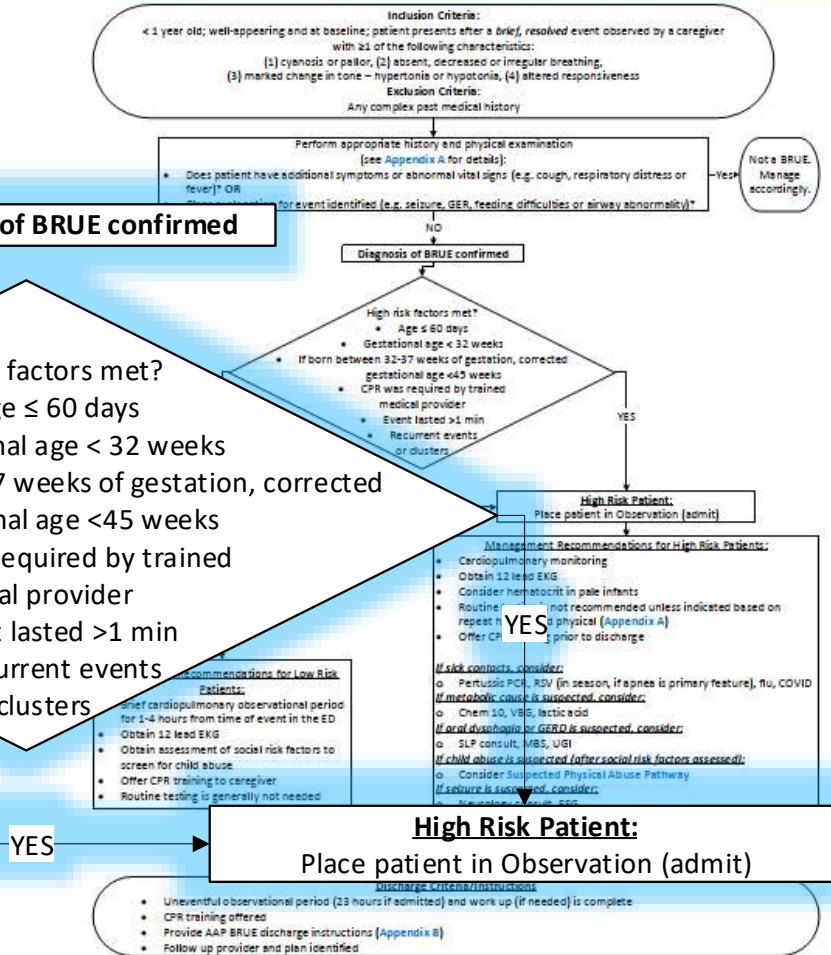 Inclusion Criteria:
< 1 year old; well-appearing and at baseline; patient presents after a brief, resolved event observed by a caregiver
with ≥1 of the following characteristics:
(1) cyanosis or pallor, (2) absent, decreased or irregular breathing,
(3) marked change in tone – hypertonia or hypotonia, (4) altered responsiveness
Exclusion Criteria:
Any complex past medical history
Perform appropriate history and physical examination
(see Appendix A for details):
• Does patient have additional symptoms or abnormal vital signs (e.g. cough, respiratory distress or
fever)? OR
for event identified (e.g. seizure, GER, feeding difficulties or airway abnormality)?
Yes
Not a BRUE.
Manage
accordingly.
of BRUE confirmed
NO
Diagnosis of BRUE confirmed
High risk factors met?
• Age ≤ 60 days
• Gestational age < 32 weeks
• If born between 32-37 weeks of gestation, corrected
gestational age <45 weeks
• CPR was required by trained
medical provider
• Event lasted >1 min
• Recurrent events
or clusters
YES
factors met?
≤ 60 days
age < 32 weeks
weeks of gestation, corrected
age <45 weeks
required by trained
provider
lasted >1 min
events
clusters
YES
High Risk Patient:
Place patient in Observation (admit)
Management Recommendations for High Risk Patients:
• Cardiopulmonary monitoring
• Obtain 12 lead EKG
• Consider hematocrit in pale infants
• Routine not recommended unless indicated based on
repeat physical (Appendix A)
• Offer prior to discharge
If sick contacts, consider:
o Pertussis PCR, RSV (in season, if apnea is primary feature), flu, COVID
If metabolic cause is suspected, consider:
o Chem 10, VBG, lactic acid
If oral dysphagia or GERD is suspected, consider:
o SLP consult, MBS, UGI
If child abuse is suspected (after social risk factors assessed):
o Consider Suspected Physical Abuse Pathway
If seizure is suspected, consider:
for Low Risk
Patients:
cardiopulmonary observational period
for 1-4 hours from time of event in the ED
• Obtain 12 lead EKG
• Obtain assessment of social risk factors to
screen for child abuse
• Offer CPR training to caregiver
• Routine testing is generally not needed
YES
High Risk Patient:
Place patient in Observation (admit)
Discharge Criteria/Instructions
• Uneventful observational period (23 hours if admitted) and work up (if needed) is complete
• CPR training offered
• Provide AAP BRUE discharge instructions (Appendix B)
• Follow up provider and plan identified